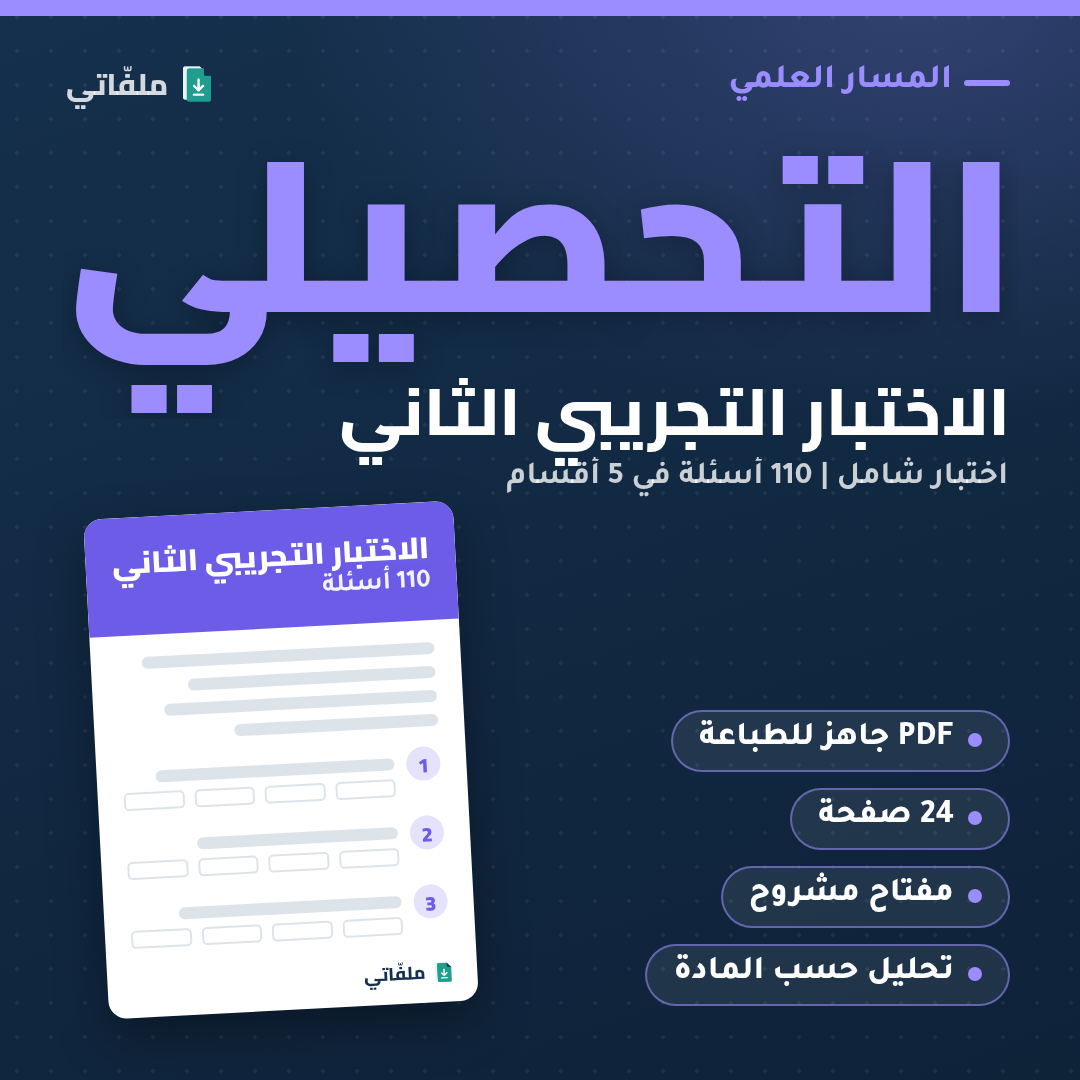 المسار العلمي
ملفّاتي
التحصيلي
الاختبار التجريبي الثاني
اختبار شامل | 110 أسئلة في 5 أقسام
الاختبار التجريبي الثاني
110 أسئلة
1
2
3
ملفّاتي
PDF جاهز للطباعة
24 صفحة
مفتاح مشروح
تحليل حسب المادة